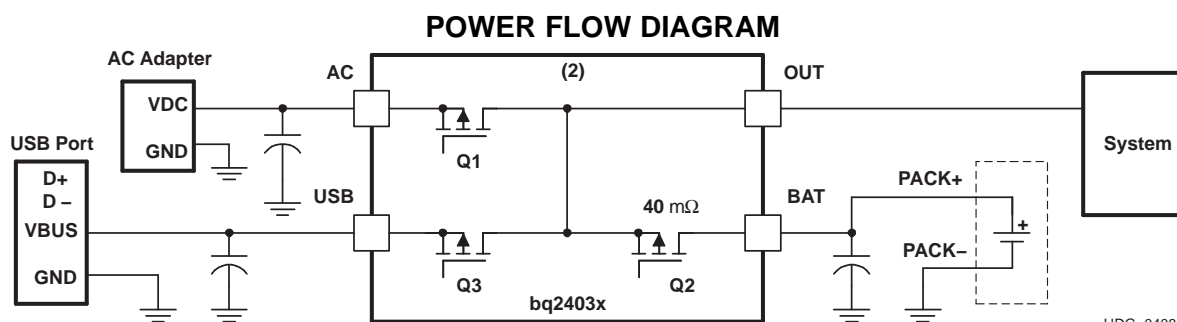 POWER FLOW DIAGRAM
AC Adapter
VDC
GND
AC
(2)
OUT
Q1
System
USB Port
D+
D –
VBUS
GND
USB
Q3
40 mΩ
Q2
bq2403x
BAT
PACK+
+
PACK–